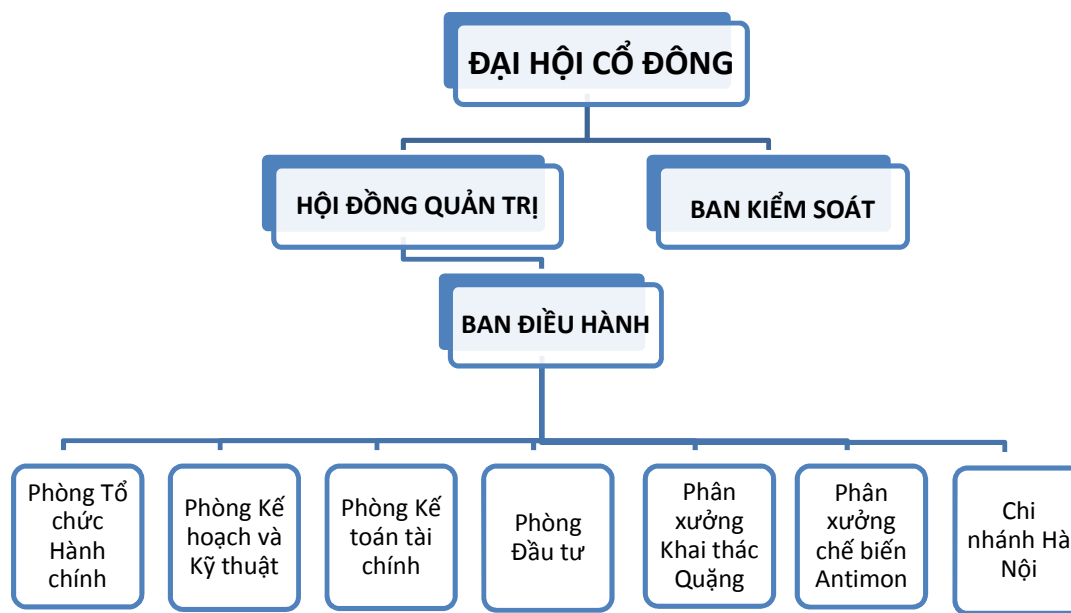 ĐẠI HỘI CỔ ĐÔNG
HỘI ĐỒNG QUẢN TRỊ
BAN KIỂM SOÁT
BAN ĐIỀU HÀNH
Phòng Tổ
chức
Hành
chính
Phòng Kế
hoạch và
Kỹ thuật
Phòng Kế
toán tài
chính
Phòng
Đầu tư
Phân
xưởng
Khai thác
Quặng
Phân
xưởng
chế biến
Antimon
Chi
nhánh Hà
Nội